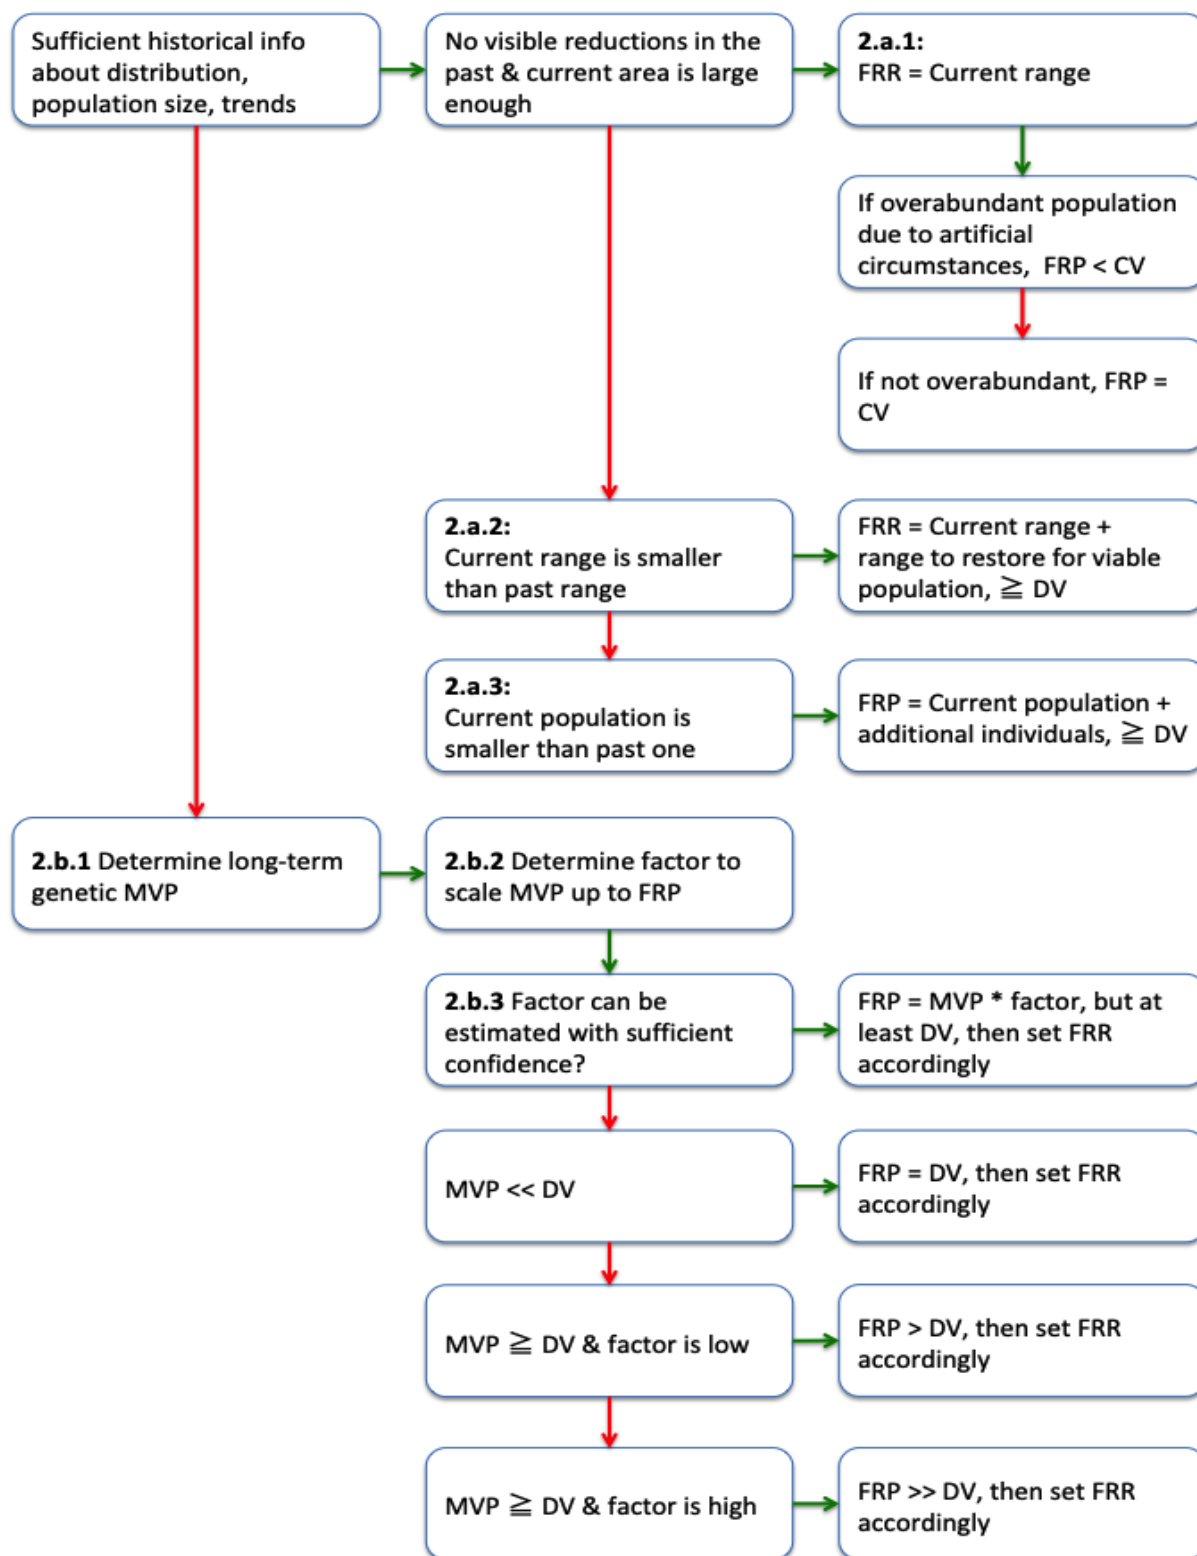 Sufficient historical info
about distribution,
population size, trends
No visible reductions in the
past & current area is large
enough
2.a.1:
FRR = Current range
If overabundant population
due to artificial
circumstances,  FRP < CV
If not overabundant, FRP =
CV
2.a.2:
Current range is smaller
than past range
FRR = Current range +
range to restore for viable
population, ≧ DV
2.a.3:
Current population is
smaller than past one
FRP = Current population +
additional individuals, ≧ DV
2.b.1 Determine long-term
genetic MVP
2.b.2 Determine factor to
scale MVP up to FRP
2.b.3 Factor can be
estimated with sufficient
confidence?
FRP = MVP * factor, but at
least DV, then set FRR
accordingly
MVP << DV
FRP = DV, then set FRR
accordingly
MVP ≧ DV & factor is low
FRP > DV, then set FRR
accordingly
MVP ≧ DV & factor is high
FRP >> DV, then set FRR
accordingly